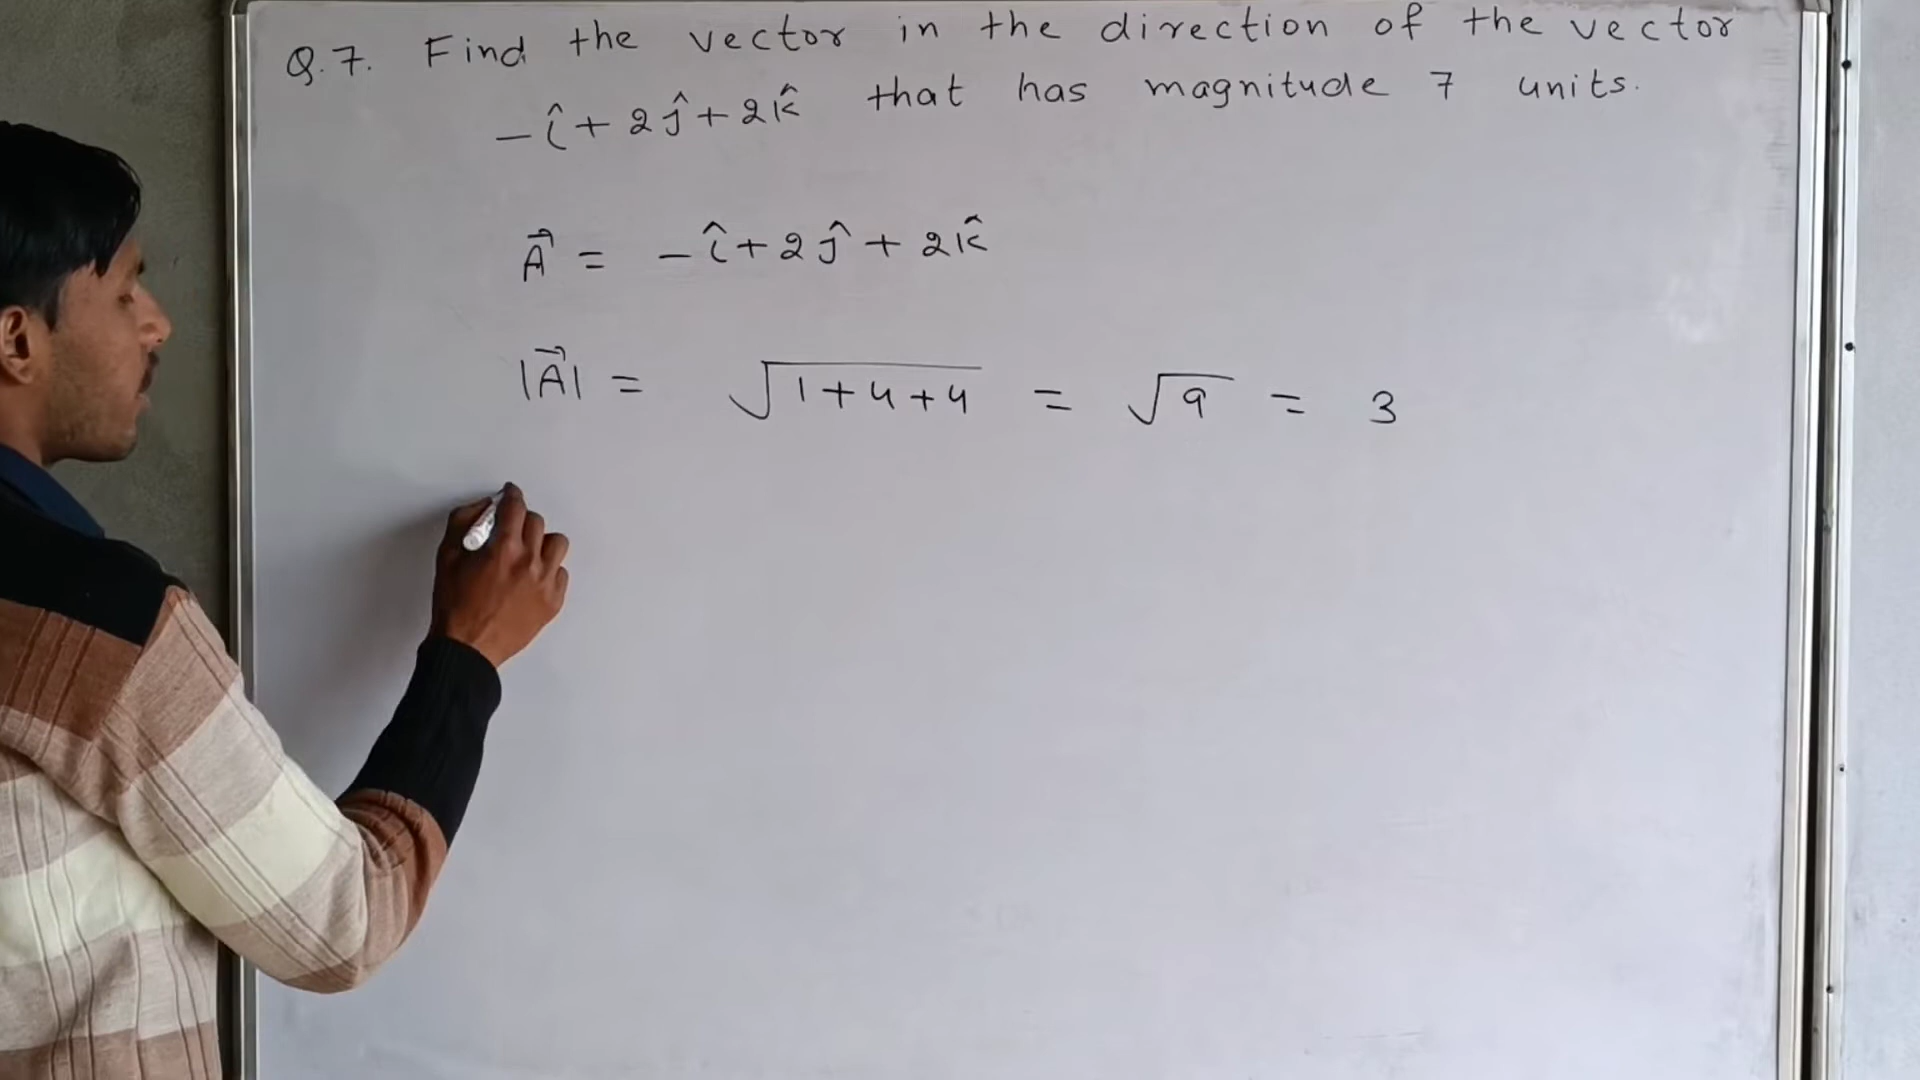 Q.7. Find the vector in the direction of the vector
-î + 2ĵ + 2k̂ that has magnitude 7 units.
A⃗ = -î + 2ĵ + 2k̂
|A⃗| = √(1+4+4) = √9 = 3